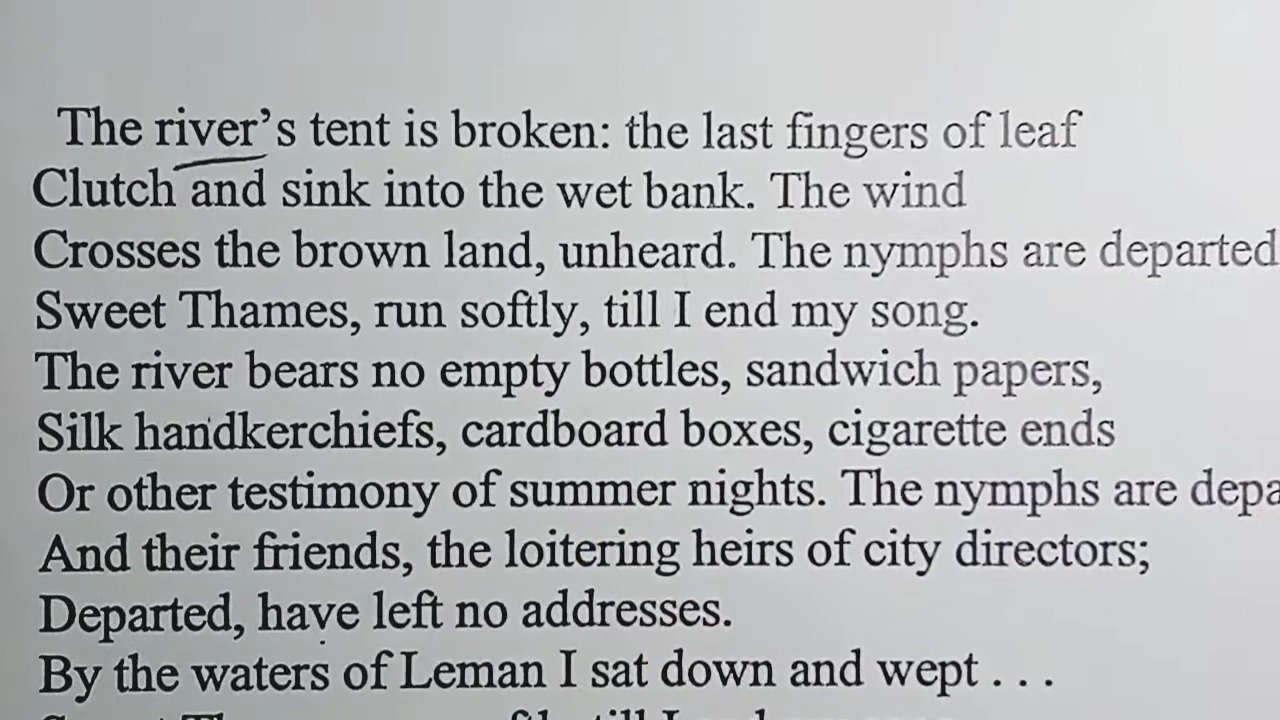 The river's tent is broken: the last fingers of leaf
Clutch and sink into the wet bank. The wind
Crosses the brown land, unheard. The nymphs are departed
Sweet Thames, run softly, till I end my song.
The river bears no empty bottles, sandwich papers,
Silk handkerchiefs, cardboard boxes, cigarette ends
Or other testimony of summer nights. The nymphs are depa
And their friends, the loitering heirs of city directors;
Departed, have left no addresses.
By the waters of Leman I sat down and wept . . .